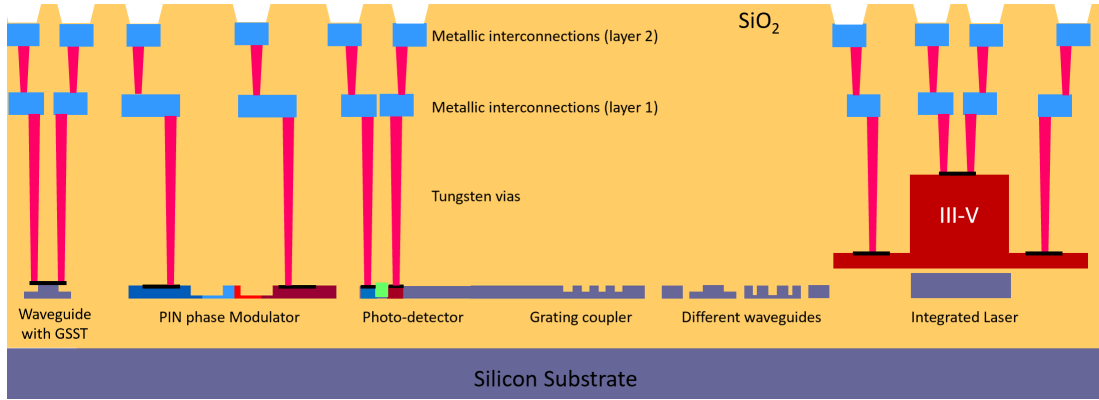 SiO2
Metallic interconnections (layer 2)
Metallic interconnections (layer 1)
Tungsten vias
III-V
Waveguide
with GSST
PIN phase Modulator
Photo-detector
Grating coupler
Different waveguides
Integrated Laser
Silicon Substrate